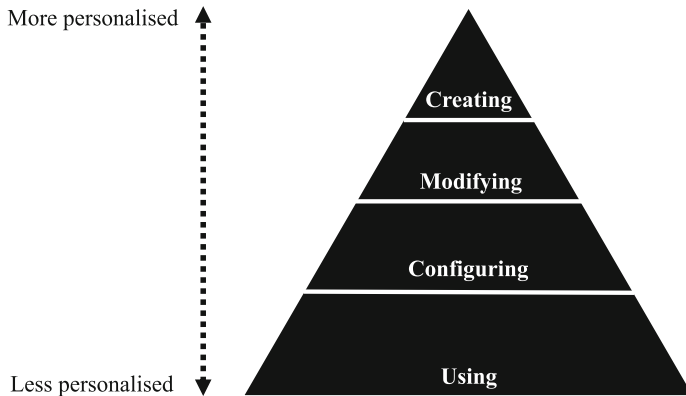 More personalised
Creating
Modifying
Configuring
Using
Less personalised